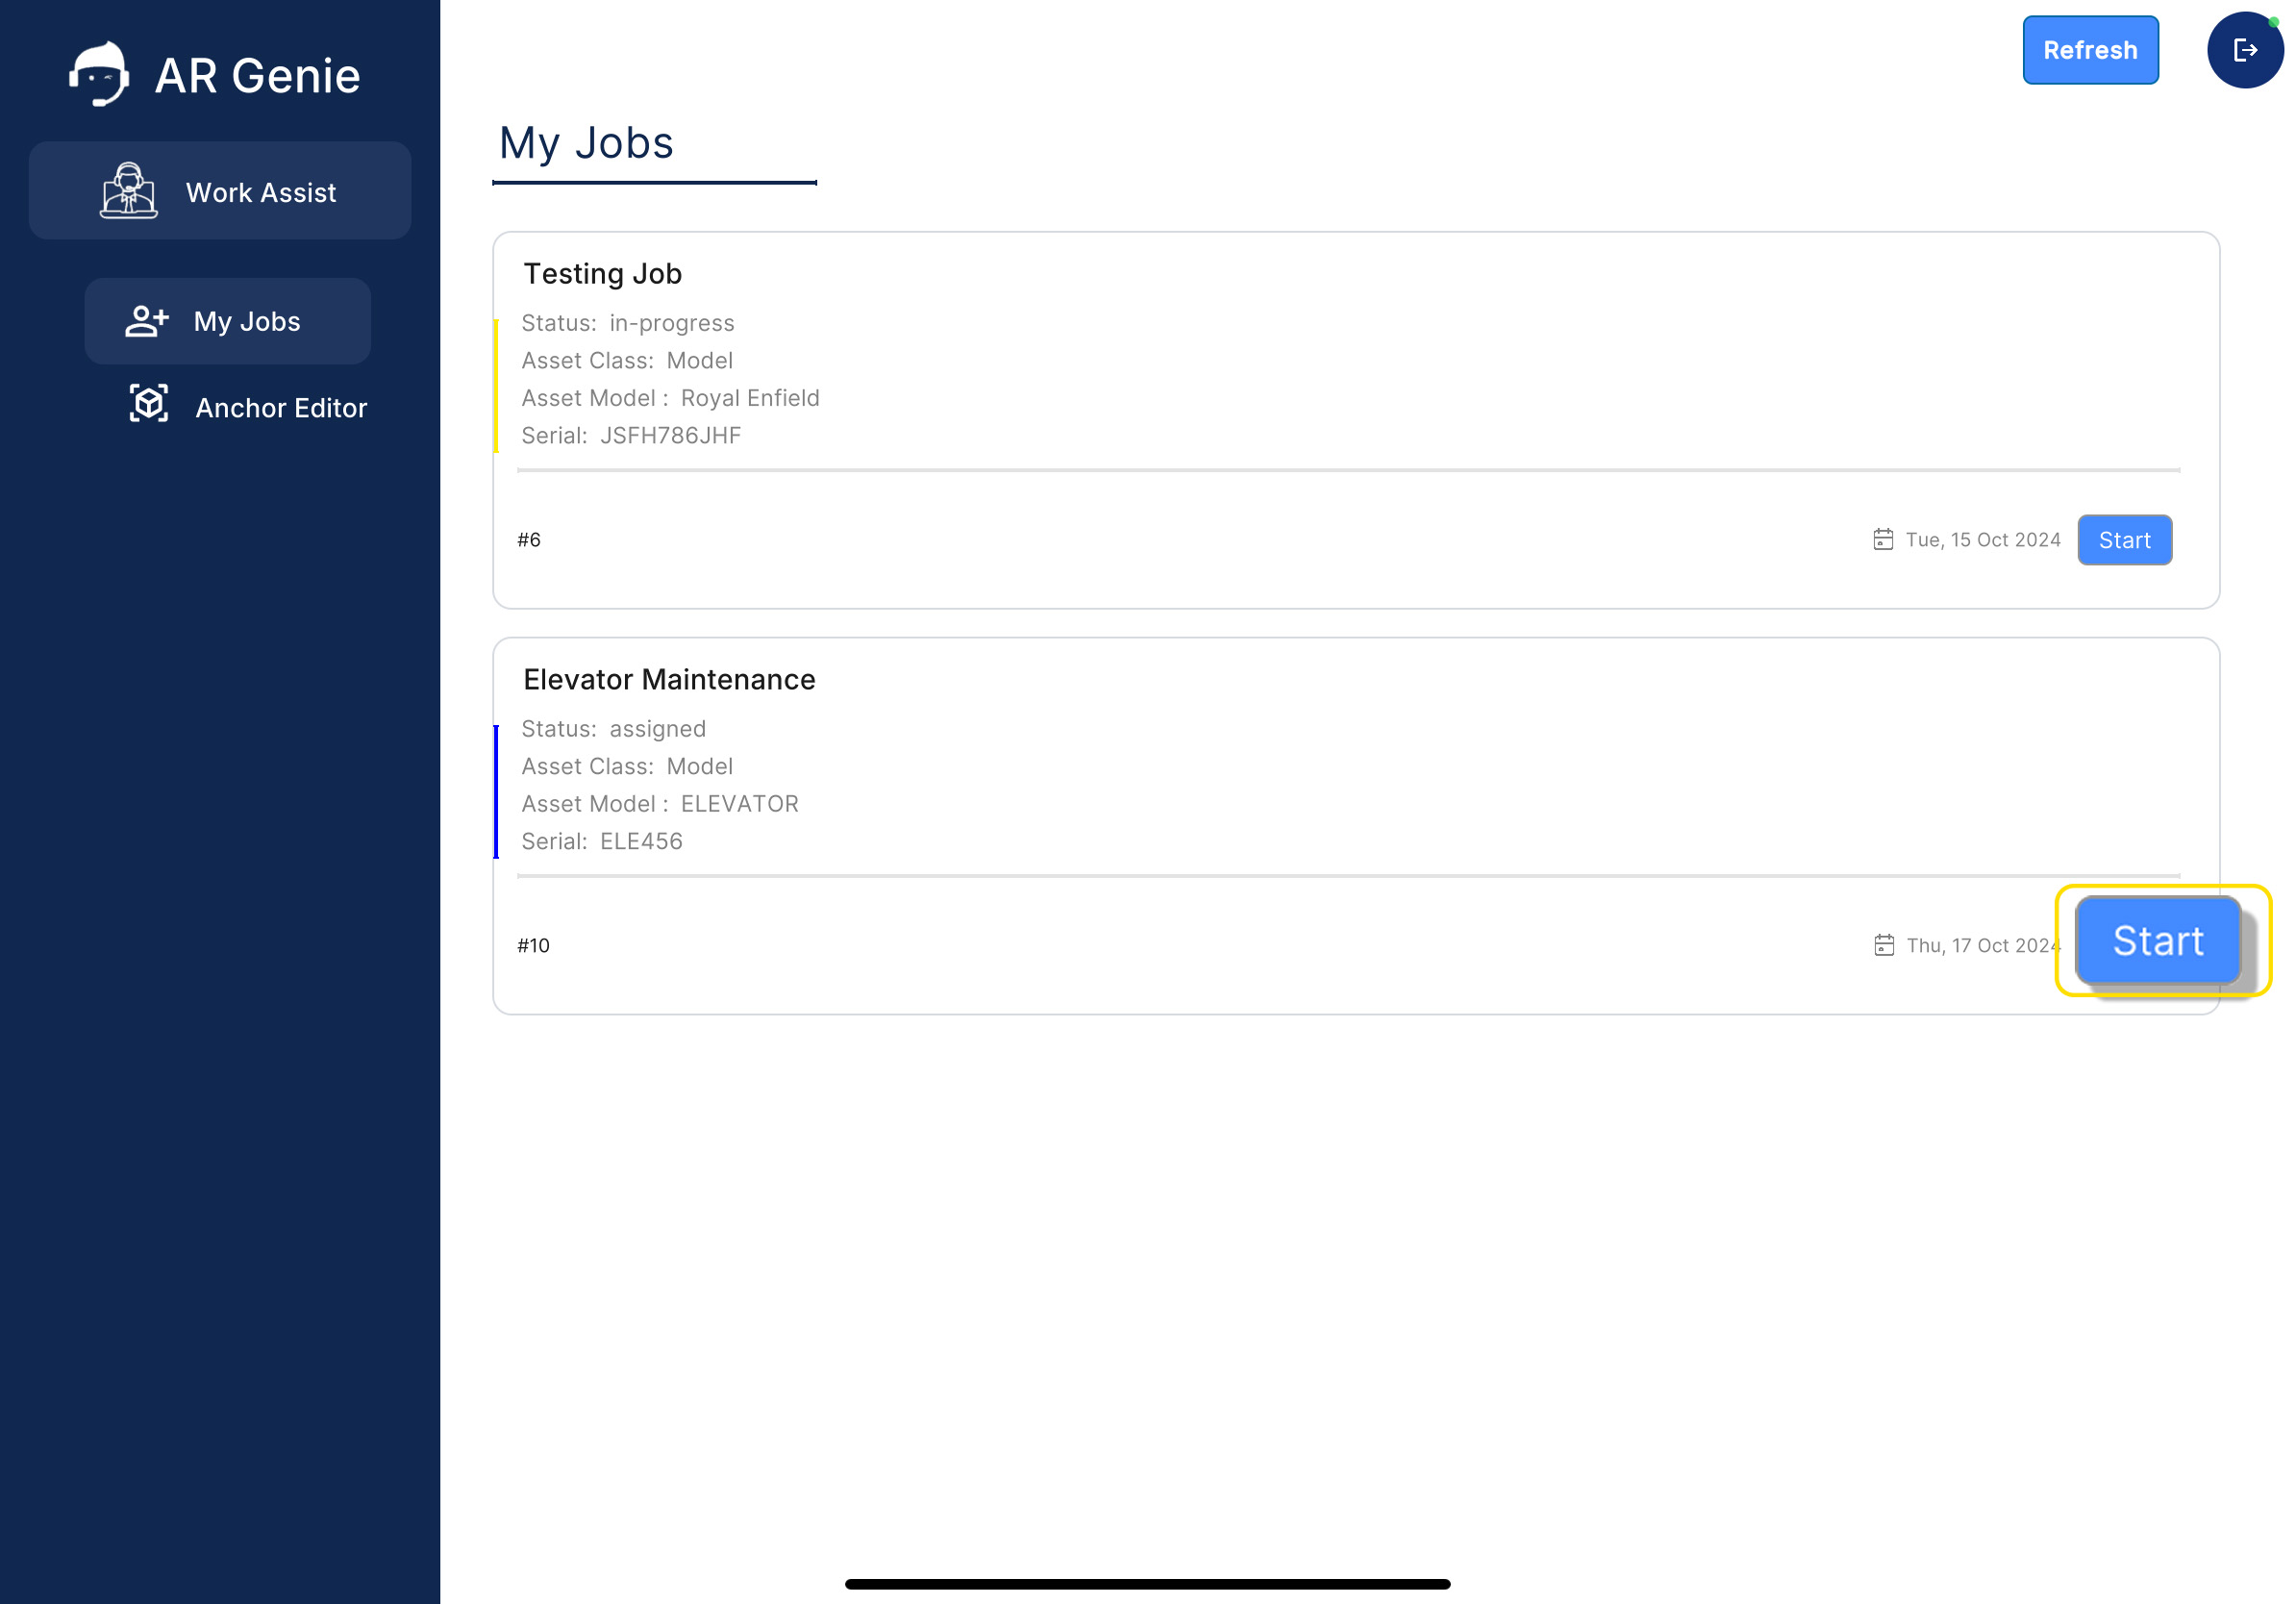 AR Genie
Work Assist
My Jobs
Anchor Editor
Refresh
My Jobs
Testing Job
Status: in-progress
Asset Class: Model
Asset Model : Royal Enfield
Serial: JSFH786JHF
#6
Tue, 15 Oct 2024
Start
Elevator Maintenance
Status: assigned
Asset Class: Model
Asset Model : ELEVATOR
Serial: ELE456
#10
Thu, 17 Oct 2024
Start